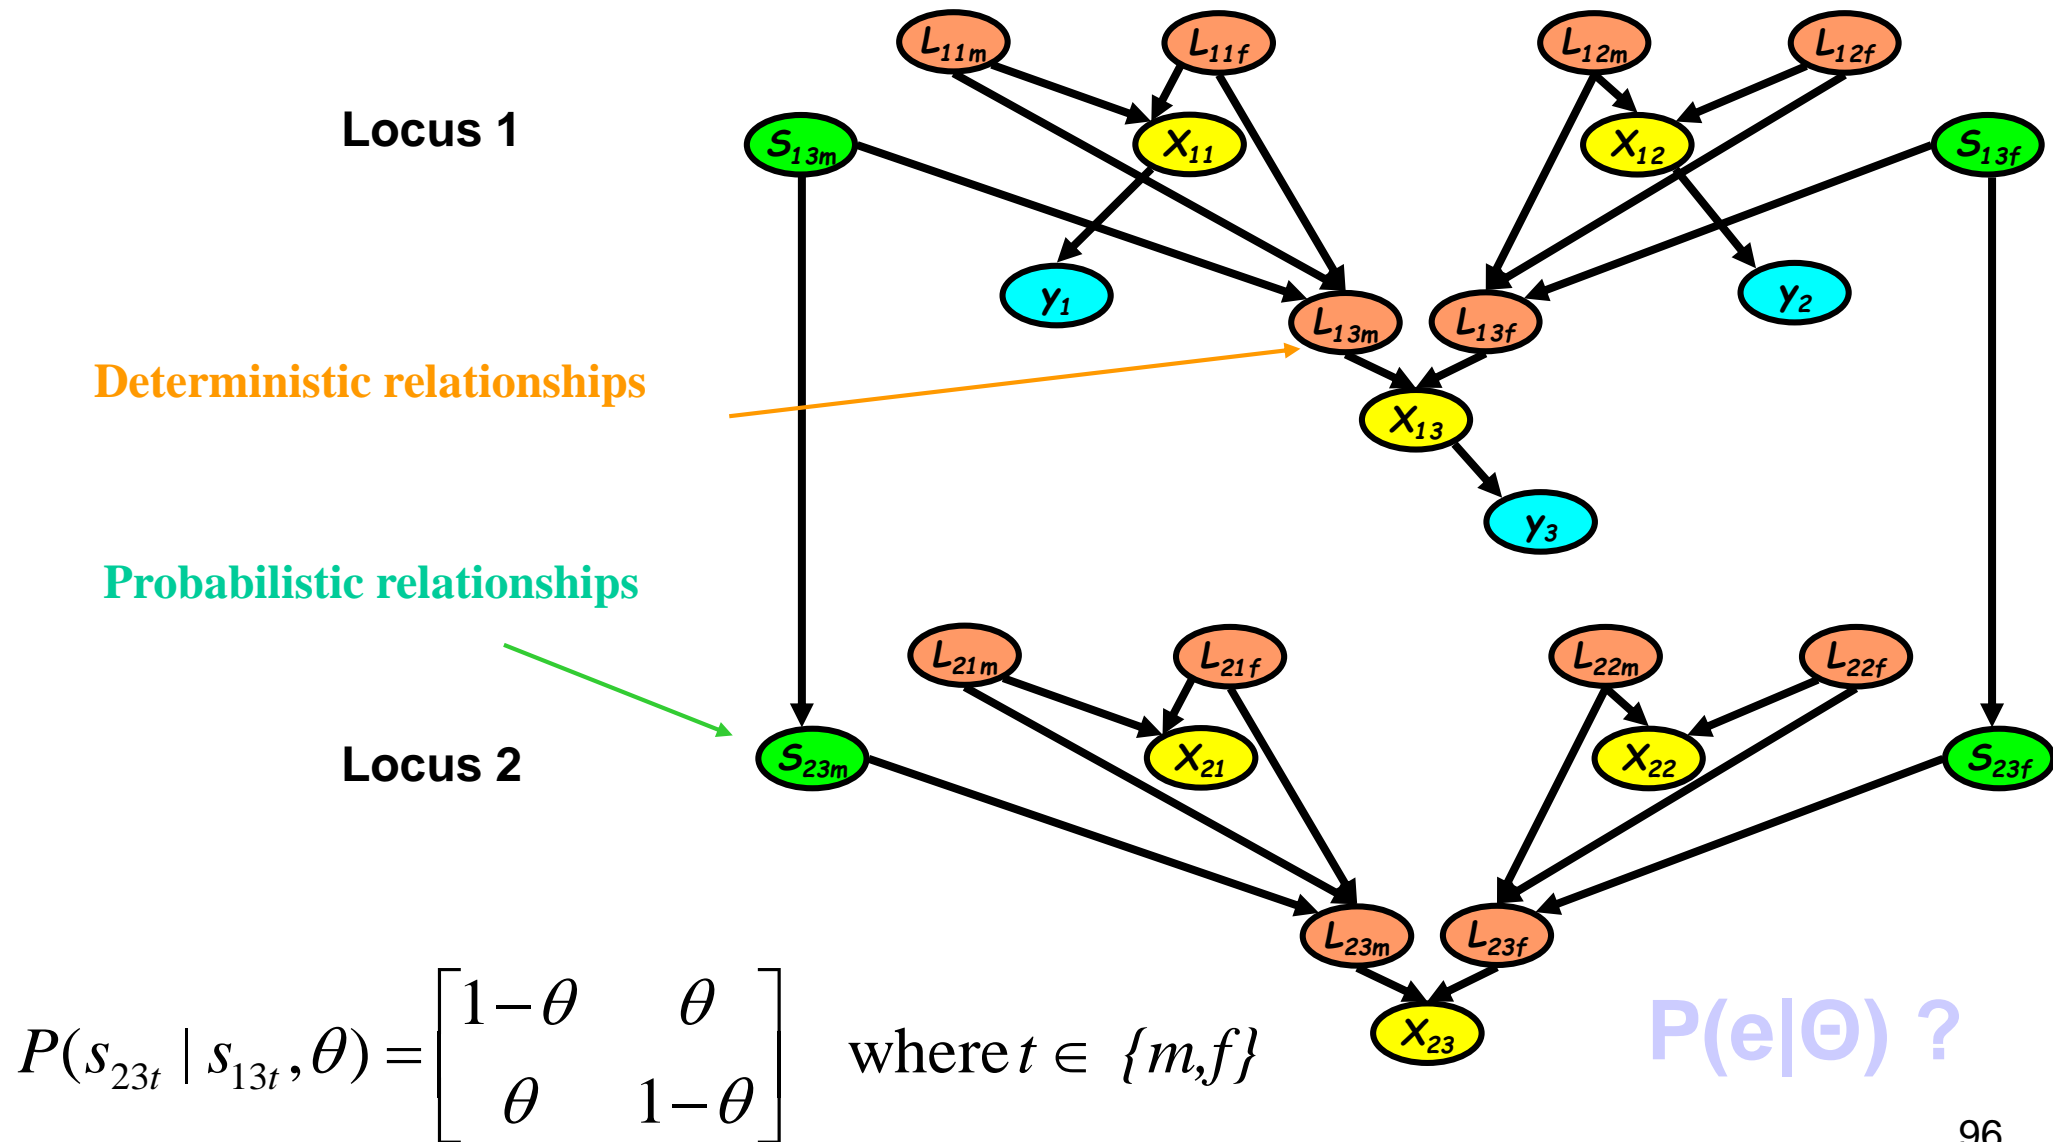 L11m L11f L12m L12f
Locus 1
S13m X11 X12 S13f
y1 y2
L13m L13f
Deterministic relationships
X13
y3
Probabilistic relationships
L21m L21f L22m L22f
Locus 2
S23m X21 X22 S23f
L23m L23f
X23
P(s23t | s13t, θ) = [1−θ θ
θ 1−θ] where t ∈ {m,f}
P(e|Θ) ?
96